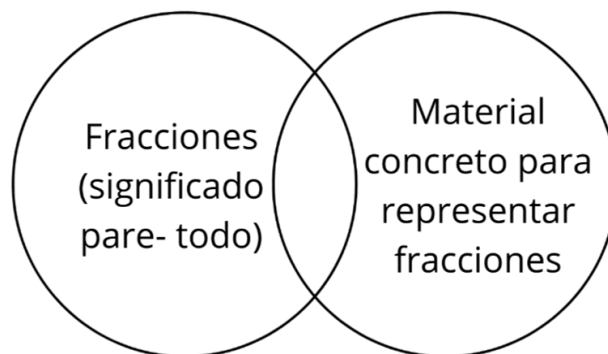 Fracciones
(significado
pare- todo)
Material
concreto para
representar
fracciones